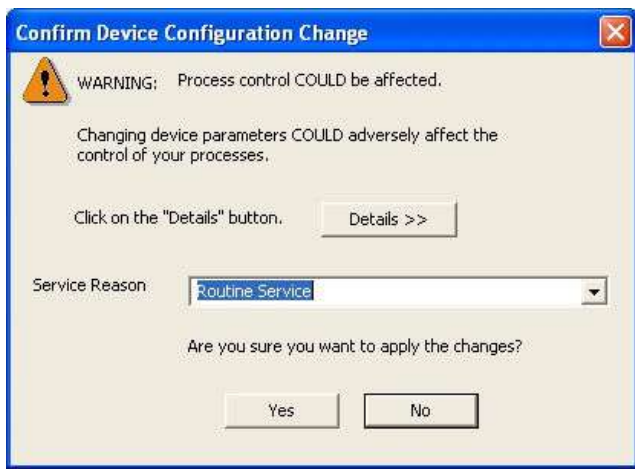 Confirm Device Configuration Change
WARNING: Process control COULD be affected.
Changing device parameters COULD adversely affect the
control of your processes.
Click on the "Details" button. Details >>
Service Reason Routine Service
Are you sure you want to apply the changes?
Yes No